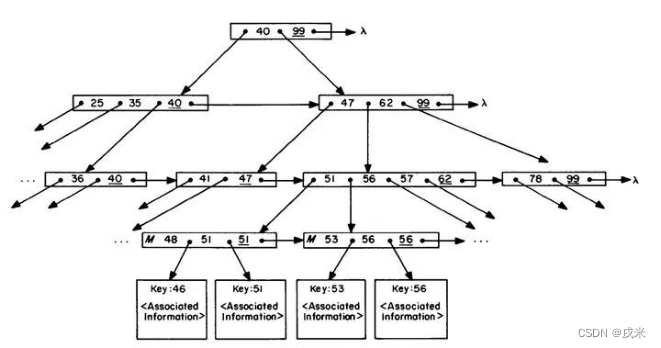 40 99 λ
25 35 40 47 62 99 λ
... 36 40 41 47 51 56 57 62 78 99 λ
... M 48 51 51 M 53 56 56 ...
Key:46 Key:51 Key:53 Key:56
<Associated Information> <Associated Information> <Associated Information> <Associated Information>
CSDN @戌米